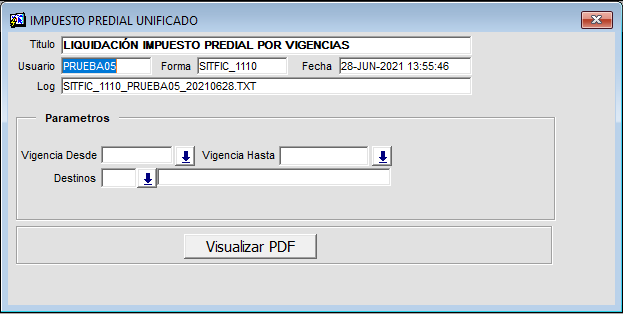 IMPUESTO PREDIAL UNIFICADO
Titulo LIQUIDACIÓN IMPUESTO PREDIAL POR VIGENCIAS
Usuario PRUEBA05 Forma SITFIC_1110 Fecha 28-JUN-2021 13:55:46
Log SITFIC_1110_PRUEBA05_20210628.TXT
Parametros
Vigencia Desde Vigencia Hasta
Destinos
Visualizar PDF